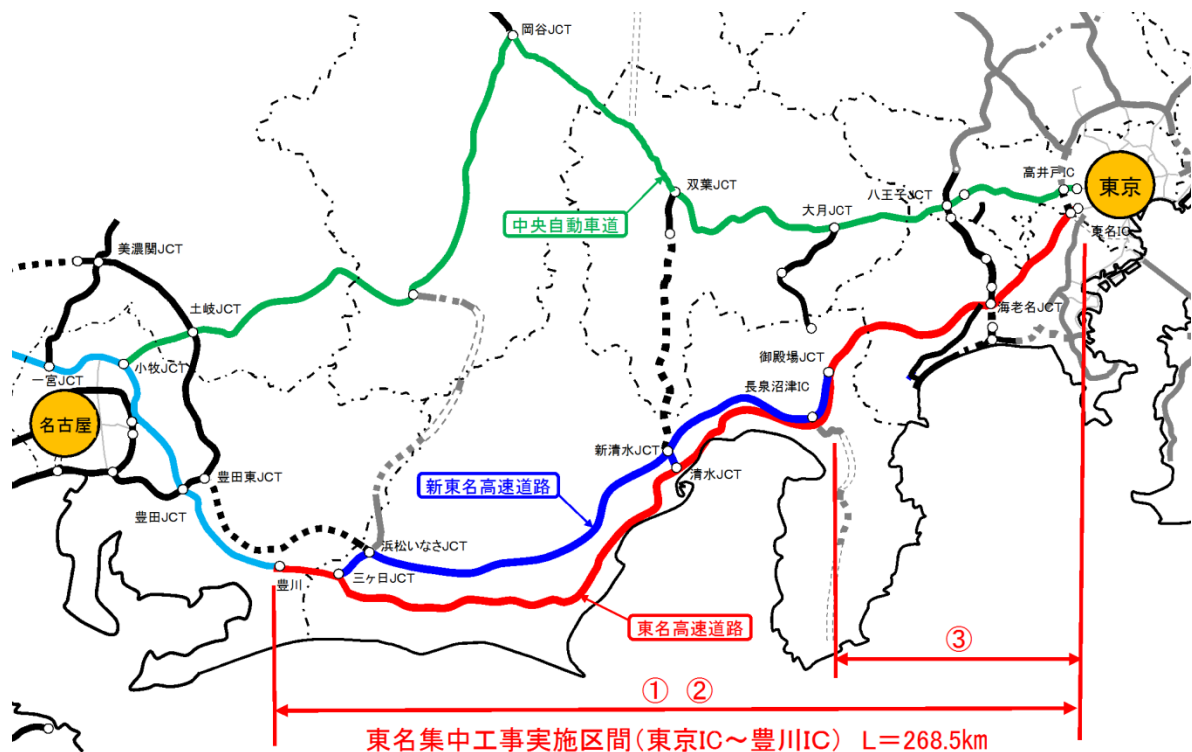 岡谷JCT
双葉JCT
高井戸IC
東京
八王子JCT
大月JCT
中央自動車道
東名IC
美濃関JCT
土岐JCT
海老名JCT
御殿場JCT
小牧JCT
一宮JCT
長泉沼津IC
名古屋
新清水JCT
清水JCT
豊田東JCT
新東名高速道路
豊田JCT
浜松いなさJCT
豊川
三ヶ日JCT
東名高速道路
③
① ②
東名集中工事実施区間(東京IC~豊川IC) L=268.5km